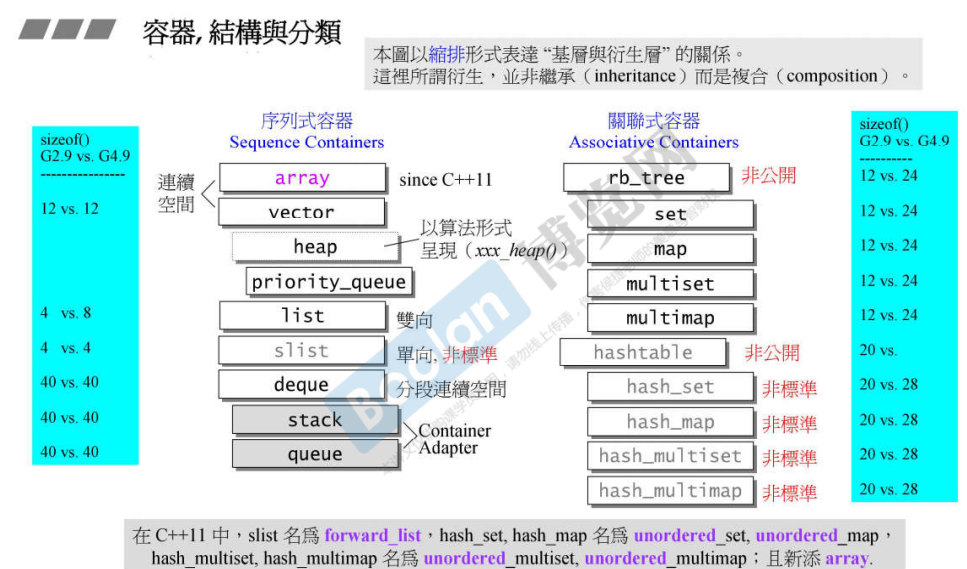 容器, 結構與分類
本圖以縮排形式表達 “基層與衍生層” 的關係。
這裡所謂衍生，並非繼承（inheritance）而是複合（composition）。
sizeof()
G2.9 vs. G4.9
----------------
12 vs. 12
4 vs. 8
4 vs. 4
40 vs. 40
40 vs. 40
40 vs. 40
序列式容器
Sequence Containers
連續
空間
array
since C++11
vector
heap
以算法形式
呈現（xxx_heap()）
priority_queue
list
雙向
slist
單向, 非標準
deque
分段連續空間
stack
queue
Container
Adapter
關聯式容器
Associative Containers
rb_tree
非公開
set
map
multiset
multimap
hashtable
非公開
hash_set
非標準
hash_map
非標準
hash_multiset
非標準
hash_multimap
非標準
sizeof()
G2.9 vs. G4.9
----------
12 vs. 24
12 vs. 24
12 vs. 24
12 vs. 24
12 vs. 24
20 vs.
20 vs. 28
20 vs. 28
20 vs. 28
20 vs. 28
Boolan 博览网
在 C++11 中，slist 名爲 forward_list，hash_set, hash_map 名爲 unordered_set, unordered_map，
hash_multiset, hash_multimap 名爲 unordered_multiset, unordered_multimap；且新添 array.